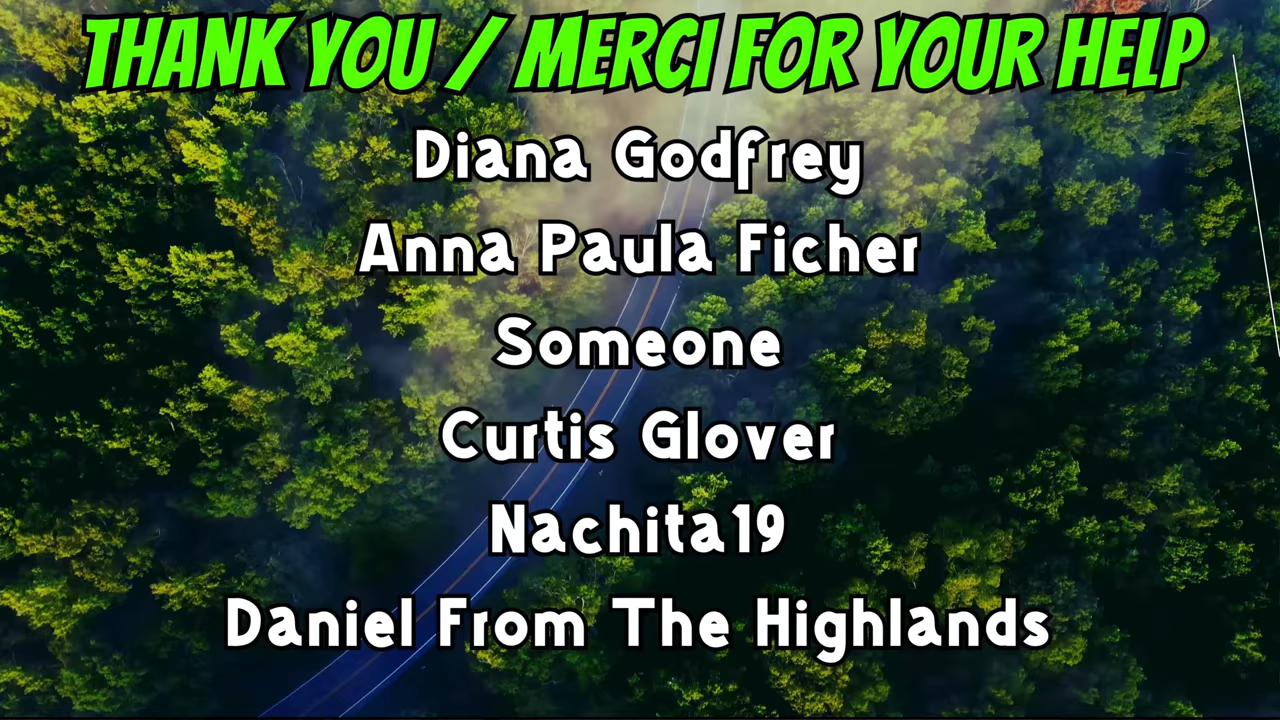 THANK YOU / MERCI FOR YOUR HELP
Diana Godfrey
Anna Paula Ficher
Someone
Curtis Glover
Nachita19
Daniel From The Highlands